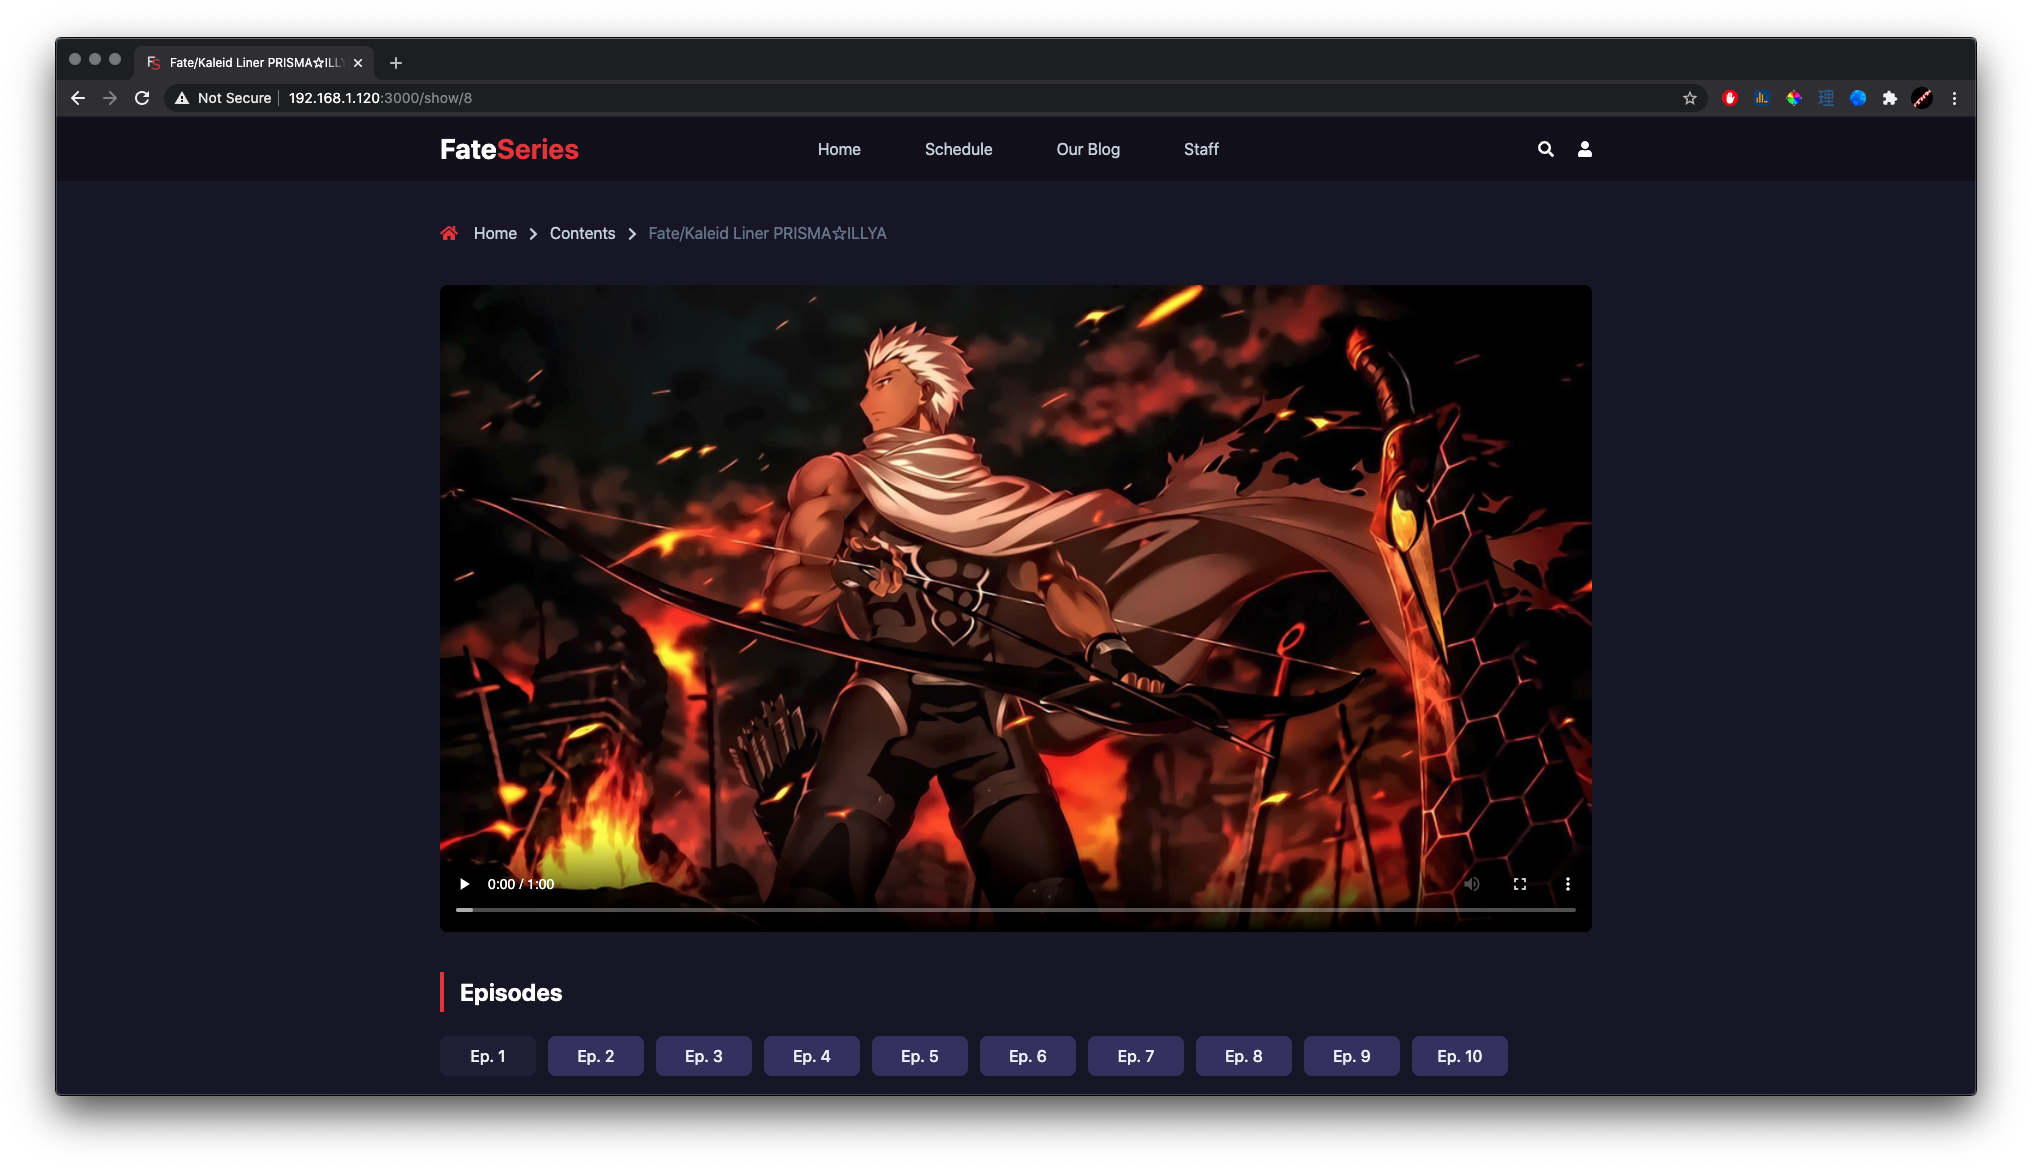 FS Fate/Kaleid Liner PRISMA☆ILL
Not Secure | 192.168.1.120:3000/show/8
理
FateSeries Home Schedule Our Blog Staff
Home Contents Fate/Kaleid Liner PRISMA☆ILLYA
0:00 / 1:00
Episodes
Ep. 1 Ep. 2 Ep. 3 Ep. 4 Ep. 5 Ep. 6 Ep. 7 Ep. 8 Ep. 9 Ep. 10